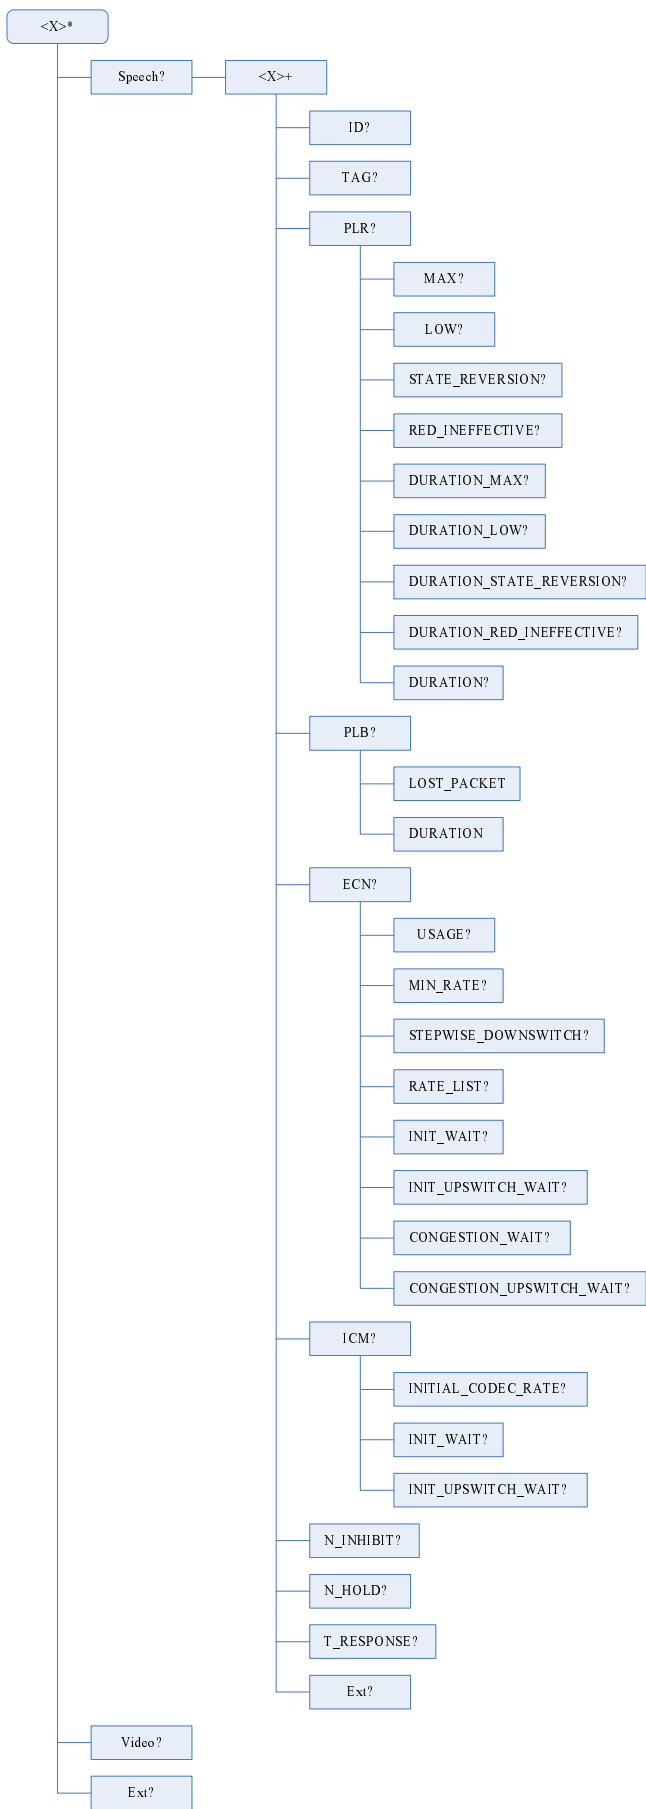 <X>*
Speech?
<X>+
ID?
TAG?
PLR?
MAX?
LOW?
STATE_REVERSION?
RED_INEFFECTIVE?
DURATION_MAX?
DURATION_LOW?
DURATION_STATE_REVERSION?
DURATION_RED_INEFFECTIVE?
DURATION?
PLB?
LOST_PACKET
DURATION
ECN?
USAGE?
MIN_RATE?
STEPWISE_DOWNSWITCH?
RATE_LIST?
INIT_WAIT?
INIT_UPSWITCH_WAIT?
CONGESTION_WAIT?
CONGESTION_UPSWITCH_WAIT?
ICM?
INITIAL_CODEC_RATE?
INIT_WAIT?
INIT_UPSWITCH_WAIT?
N_INHIBIT?
N_HOLD?
T_RESPONSE?
Ext?
Video?
Ext?